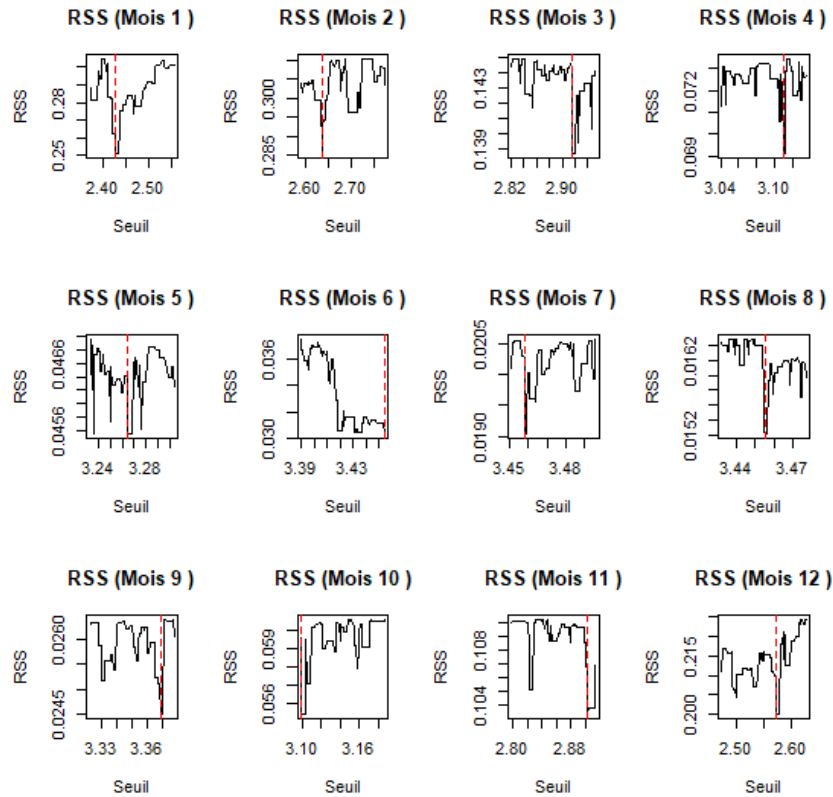 RSS (Mois 1 )
RSS
0.25 0.28
2.40 2.50
Seuil
RSS (Mois 2 )
RSS
0.285 0.300
2.60 2.70
Seuil
RSS (Mois 3 )
RSS
0.139 0.143
2.82 2.90
Seuil
RSS (Mois 4 )
RSS
0.069 0.072
3.04 3.10
Seuil
RSS (Mois 5 )
RSS
0.0456 0.0466
3.24 3.28
Seuil
RSS (Mois 6 )
RSS
0.030 0.036
3.39 3.43
Seuil
RSS (Mois 7 )
RSS
0.0190 0.0205
3.45 3.48
Seuil
RSS (Mois 8 )
RSS
0.0152 0.0162
3.44 3.47
Seuil
RSS (Mois 9 )
RSS
0.0245 0.0260
3.33 3.36
Seuil
RSS (Mois 10 )
RSS
0.056 0.059
3.10 3.16
Seuil
RSS (Mois 11 )
RSS
0.104 0.108
2.80 2.88
Seuil
RSS (Mois 12 )
RSS
0.200 0.215
2.50 2.60
Seuil